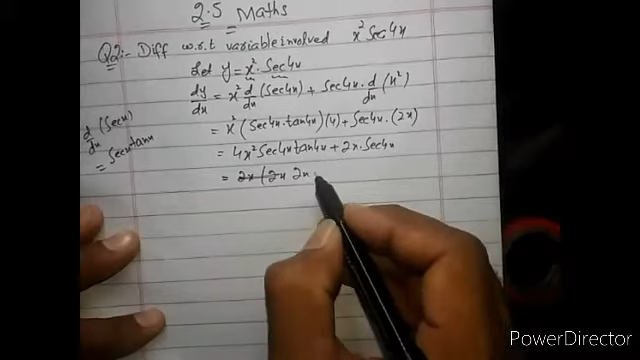 2.5 Maths
Q2:- Diff w.r.t variable involved x² Sec4x
Let y = x². Sec4x
dy/dx = x² d/dx (Sec4x) + Sec4x. d/dx (x²)
d/dx (Secx)
= Secx tanx
= x² (Sec4x. tan4x)(4) + Sec4x. (2x)
= 4x² Sec4x tan4x + 2x. Sec4x
= 2x (2x 2x
PowerDirector